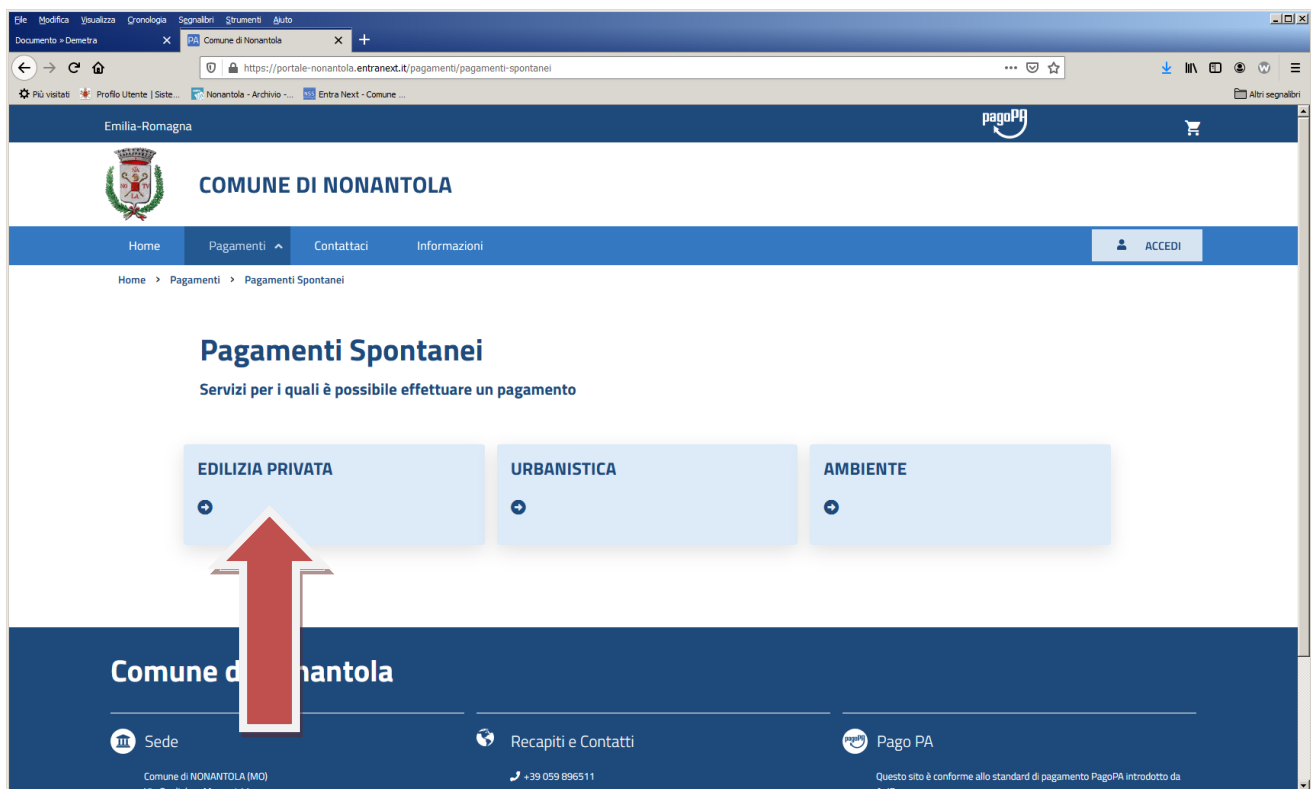 File Modifica Visualizza Cronologia Segnalibri Strumenti Aiuto
Documento » Demetra
PA Comune di Nonantola
https://portale-nonantola.entranext.it/pagamenti/pagamenti-spontanei
Più visitati Profilo Utente | Siste... Nonantola - Archivio -... Entra Next - Comune ... Altri segnalibri
Emilia-Romagna
pagoPA
COMUNE DI NONANTOLA
Home Pagamenti Contattaci Informazioni ACCEDI
Home > Pagamenti > Pagamenti Spontanei
Pagamenti Spontanei
Servizi per i quali è possibile effettuare un pagamento
EDILIZIA PRIVATA
URBANISTICA
AMBIENTE
Comune d nantola
Sede
Comune di NONANTOLA (MO)
Recapiti e Contatti
+39 059 896511
pagoPA
Pago PA
Questo sito è conforme allo standard di pagamento PagoPA introdotto da